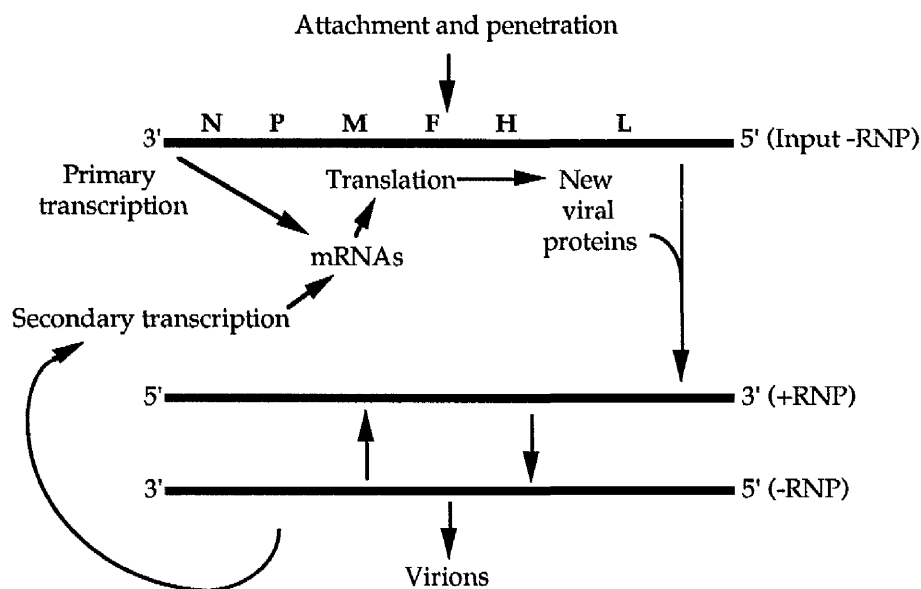 Attachment and penetration
N P M F H L
3' 5' (Input -RNP)
Primary
transcription
Translation
New
viral
proteins
mRNAs
Secondary transcription
5' 3' (+RNP)
3' 5' (-RNP)
Virions